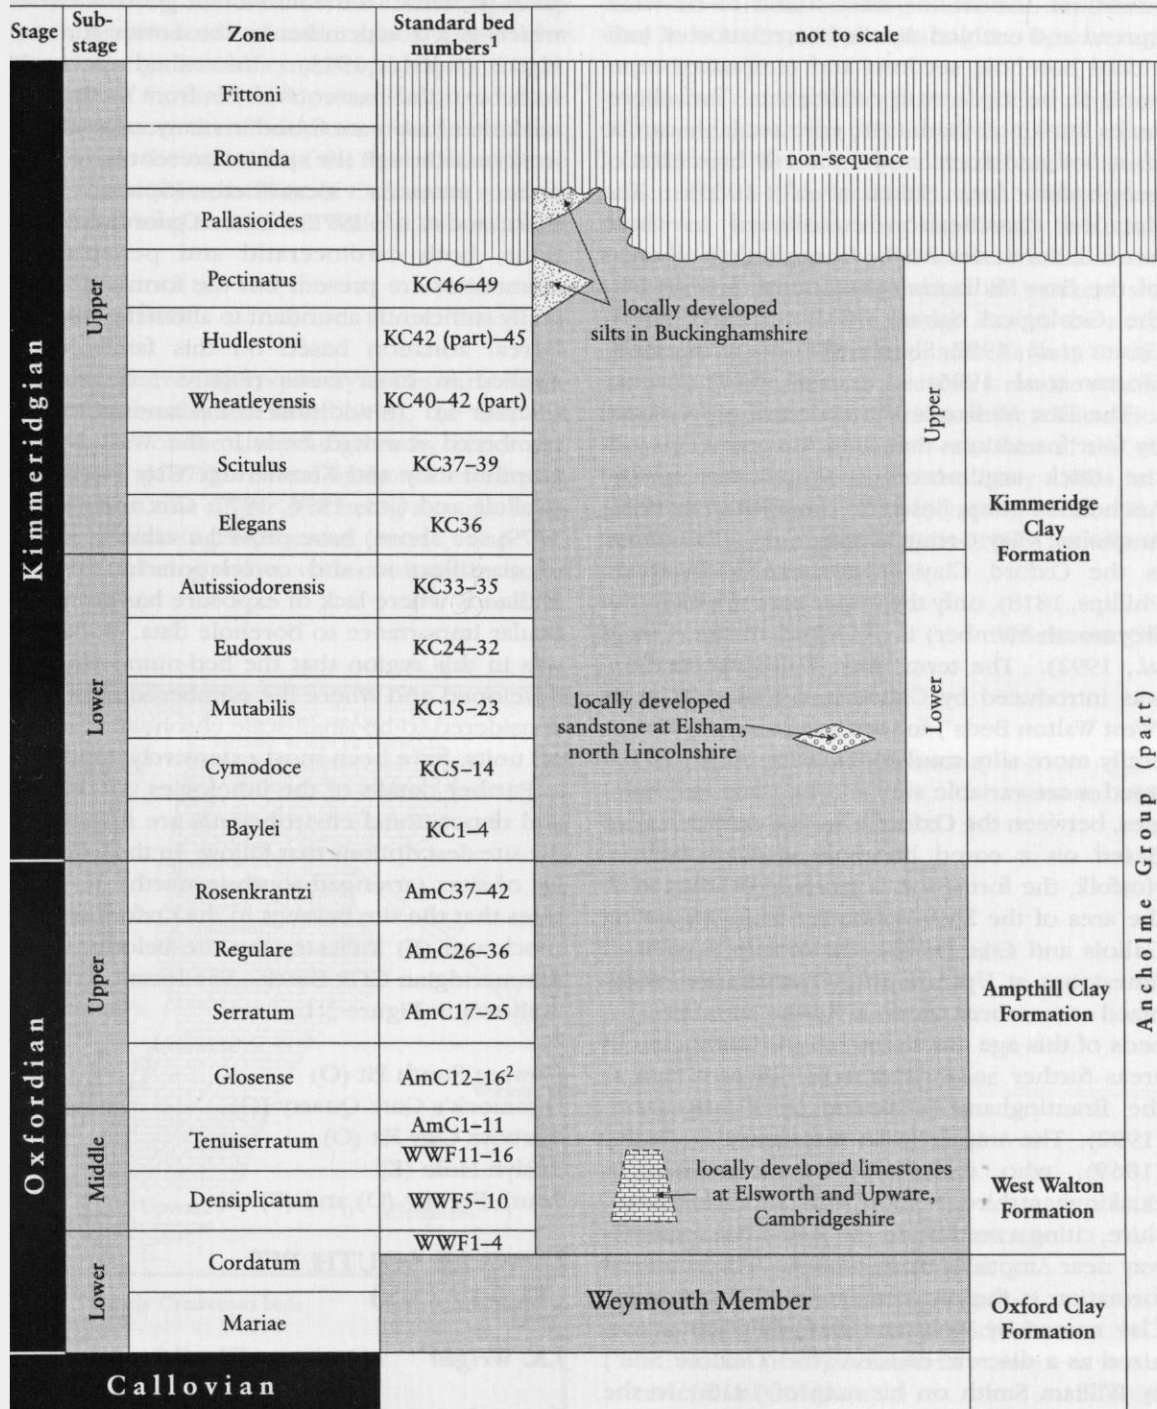 Stage
Sub-
stage
Zone
Standard bed
numbers¹
not to scale
Kimmeridgian
Upper
Fittoni
Rotunda
non-sequence
Pallasioides
Pectinatus
KC46–49
locally developed
silts in Buckinghamshire
Hudlestoni
KC42 (part)–45
Wheatleyensis
KC40–42 (part)
Scitulus
KC37–39
Elegans
KC36
Upper
Kimmeridge
Clay
Formation
Lower
Autissiodorensis
KC33–35
Eudoxus
KC24–32
Mutabilis
KC15–23
locally developed
sandstone at Elsham,
north Lincolnshire
Lower
Cymodoce
KC5–14
Baylei
KC1–4
Ancholme Group (part)
Oxfordian
Upper
Rosenkrantzi
AmC37–42
Regulare
AmC26–36
Serratum
AmC17–25
Ampthill Clay
Formation
Glosense
AmC12–16²
Middle
Tenuiserratum
AmC1–11
WWF11–16
Densiplicatum
WWF5–10
locally developed limestones
at Elsworth and Upware,
Cambridgeshire
West Walton
Formation
Lower
WWF1–4
Cordatum
Mariae
Weymouth Member
Oxford Clay
Formation
Callovian